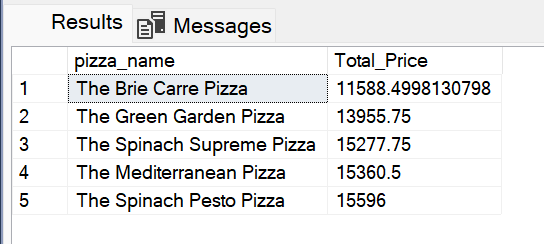 Results Messages
pizza_name Total_Price
1 The Brie Carre Pizza 11588.4998130798
2 The Green Garden Pizza 13955.75
3 The Spinach Supreme Pizza 15277.75
4 The Mediterranean Pizza 15360.5
5 The Spinach Pesto Pizza 15596